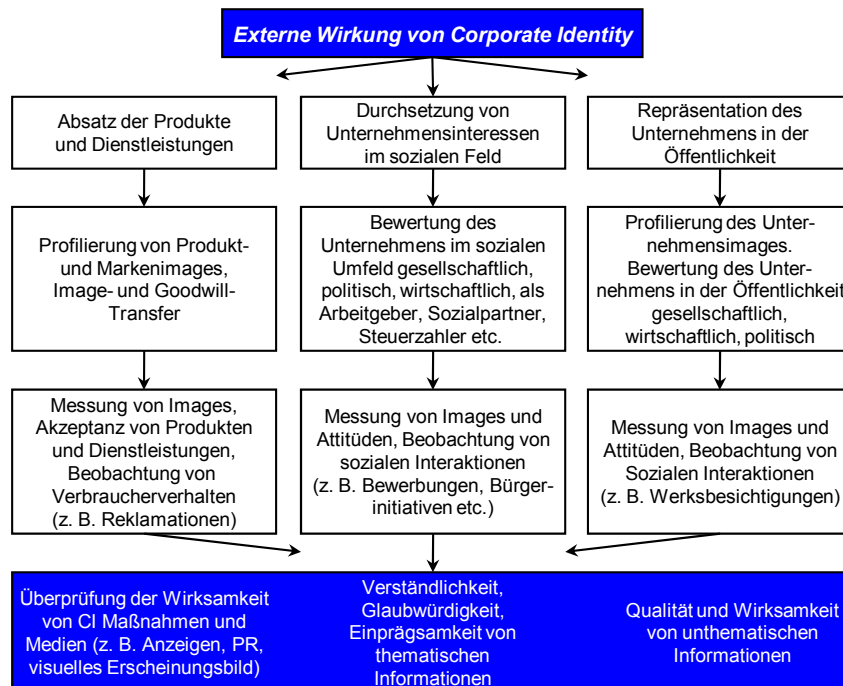 Externe Wirkung von Corporate Identity
Absatz der Produkte
und Dienstleistungen
Durchsetzung von
Unternehmensinteressen
im sozialen Feld
Repräsentation des
Unternehmens in der
Öffentlichkeit
Profilierung von Produkt-
und Markenimages,
Image- und Goodwill-
Transfer
Bewertung des
Unternehmens im sozialen
Umfeld gesellschaftlich,
politisch, wirtschaftlich, als
Arbeitgeber, Sozialpartner,
Steuerzahler etc.
Profilierung des Unter-
nehmensimages.
Bewertung des Unter-
nehmens in der Öffentlichkeit
gesellschaftlich,
wirtschaftlich, politisch
Messung von Images,
Akzeptanz von Produkten
und Dienstleistungen,
Beobachtung von
Verbraucherverhalten
(z. B. Reklamationen)
Messung von Images und
Attitüden, Beobachtung von
sozialen Interaktionen
(z. B. Bewerbungen, Bürger-
initiativen etc.)
Messung von Images und
Attitüden, Beobachtung von
Sozialen Interaktionen
(z. B. Werksbesichtigungen)
Überprüfung der Wirksamkeit
von CI Maßnahmen und
Medien (z. B. Anzeigen, PR,
visuelles Erscheinungsbild)
Verständlichkeit,
Glaubwürdigkeit,
Einprägsamkeit von
thematischen
Informationen
Qualität und Wirksamkeit
von unthematischen
Informationen